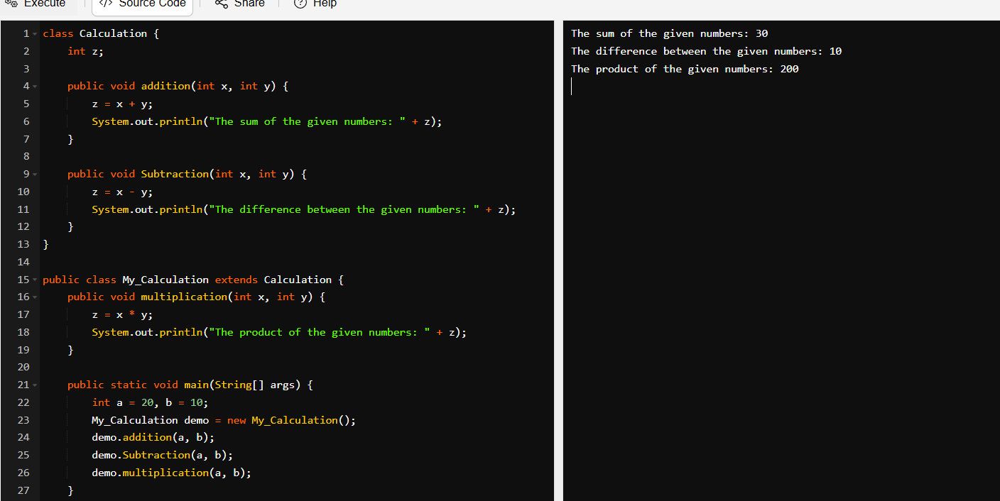 Execute Source Code Share Help
1 class Calculation {
2     int z;
3
4     public void addition(int x, int y) {
5         z = x + y;
6         System.out.println("The sum of the given numbers: " + z);
7     }
8
9     public void Subtraction(int x, int y) {
10         z = x - y;
11         System.out.println("The difference between the given numbers: " + z);
12     }
13 }
14
15 public class My_Calculation extends Calculation {
16     public void multiplication(int x, int y) {
17         z = x * y;
18         System.out.println("The product of the given numbers: " + z);
19     }
20
21     public static void main(String[] args) {
22         int a = 20, b = 10;
23         My_Calculation demo = new My_Calculation();
24         demo.addition(a, b);
25         demo.Subtraction(a, b);
26         demo.multiplication(a, b);
27     }
The sum of the given numbers: 30
The difference between the given numbers: 10
The product of the given numbers: 200